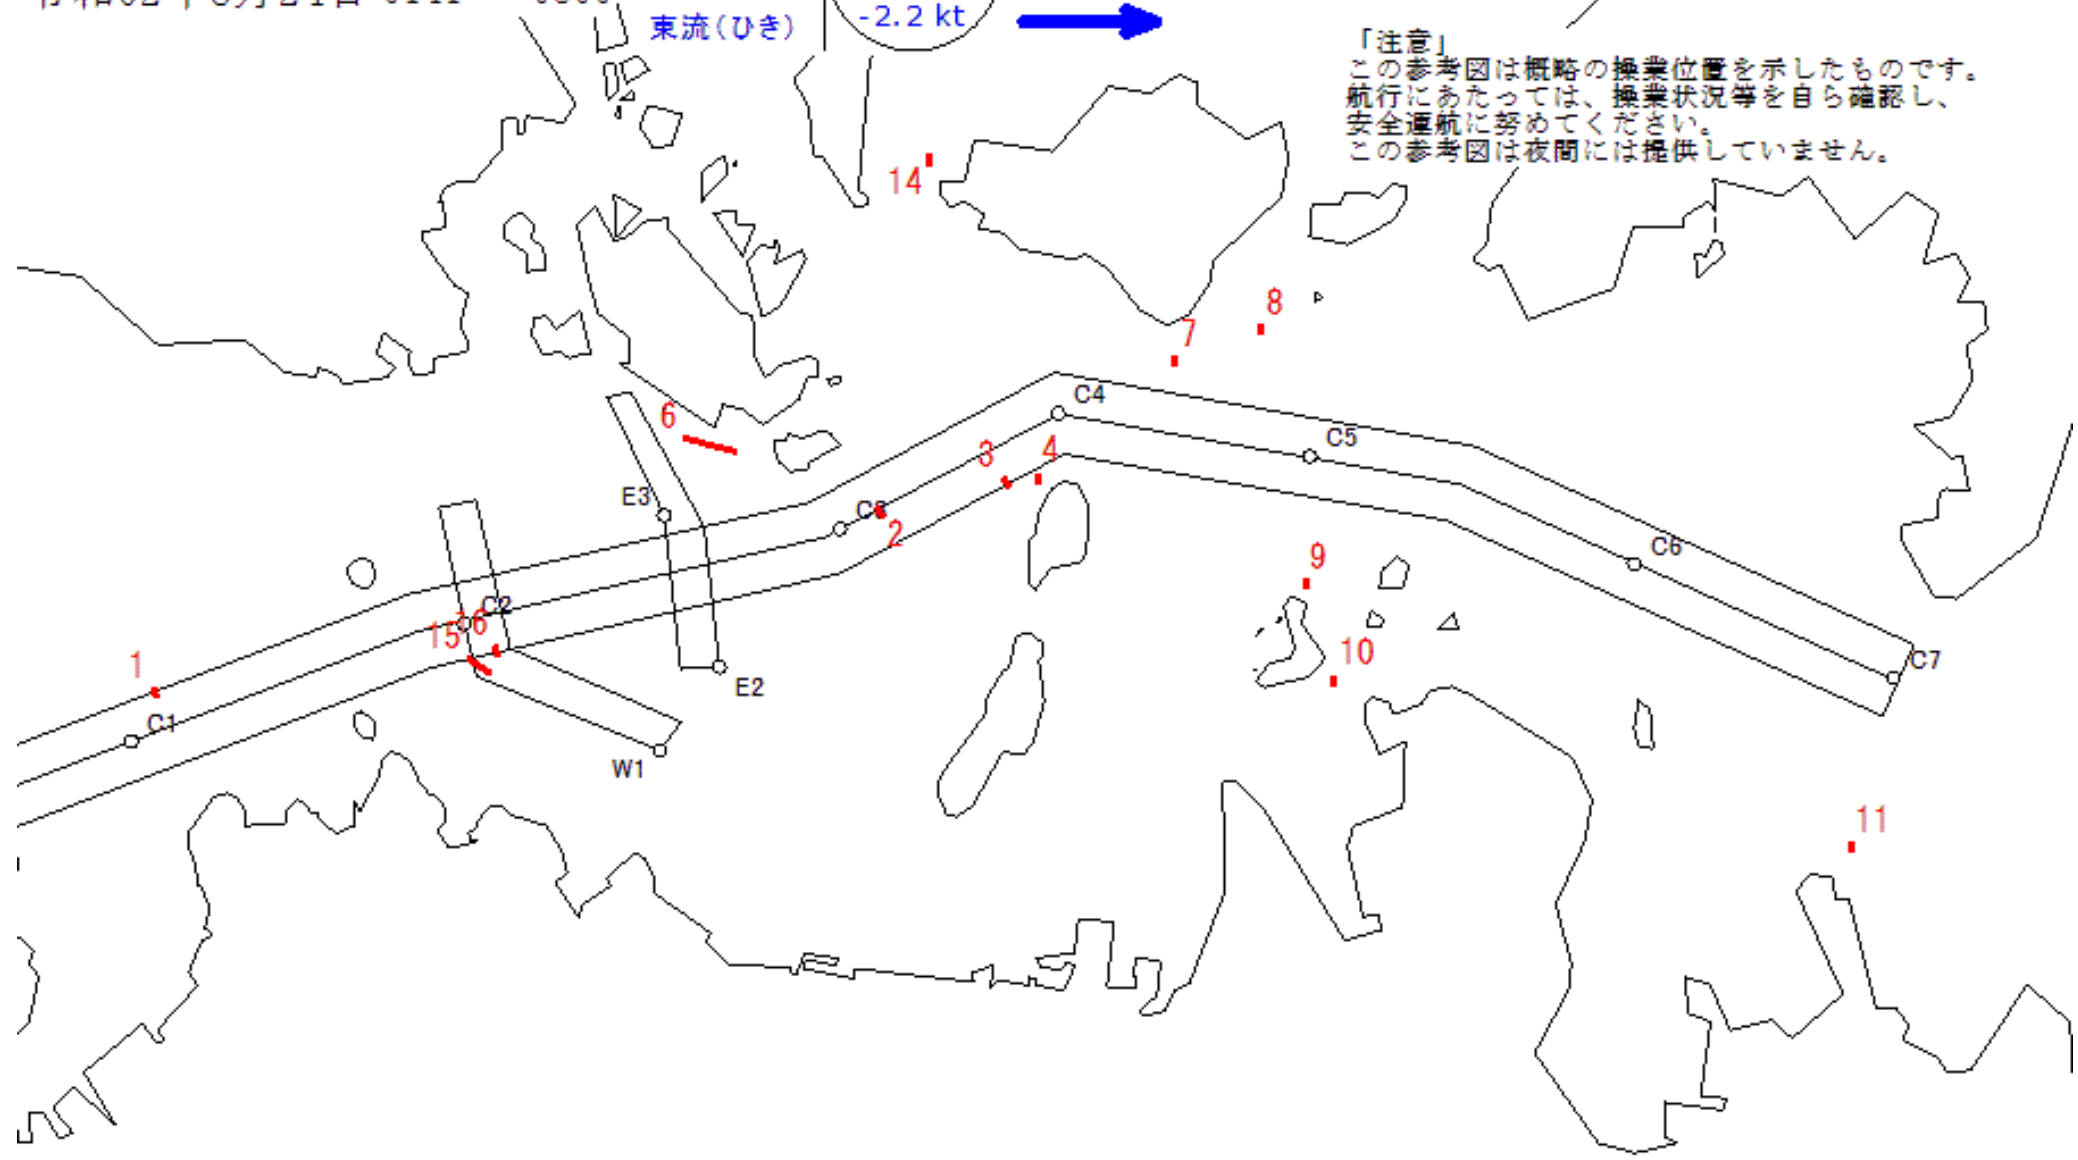 -2.2 kt
東流(ひき)
「注意」
この参考図は概略の操業位置を示したものです。
航行にあたっては、操業状況等を自ら確認し、
安全運航に努めてください。
この参考図は夜間には提供していません。
14
8
7
C4
6
3
4
C5
E3
2
C6
9
C2
15
16
10
1
C7
E2
C1
W1
11